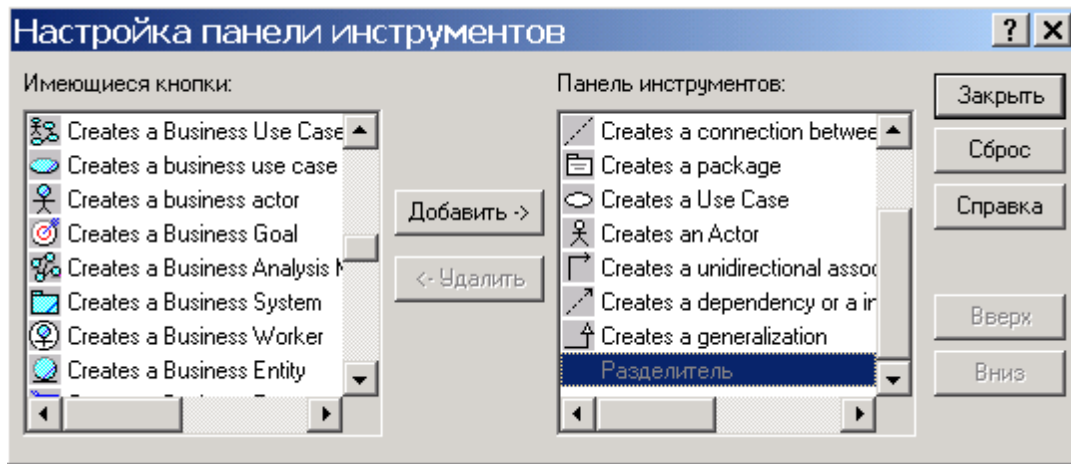 Настройка панели инструментов
Имеющиеся кнопки:
Creates a Business Use Case
Creates a business use case
Creates a business actor
Creates a Business Goal
Creates a Business Analysis
Creates a Business System
Creates a Business Worker
Creates a Business Entity
Добавить ->
<- Удалить
Панель инструментов:
Creates a connection betwee
Creates a package
Creates a Use Case
Creates an Actor
Creates a unidirectional assoc
Creates a dependency or a in
Creates a generalization
Разделитель
Закрыть
Сброс
Справка
Вверх
Вниз